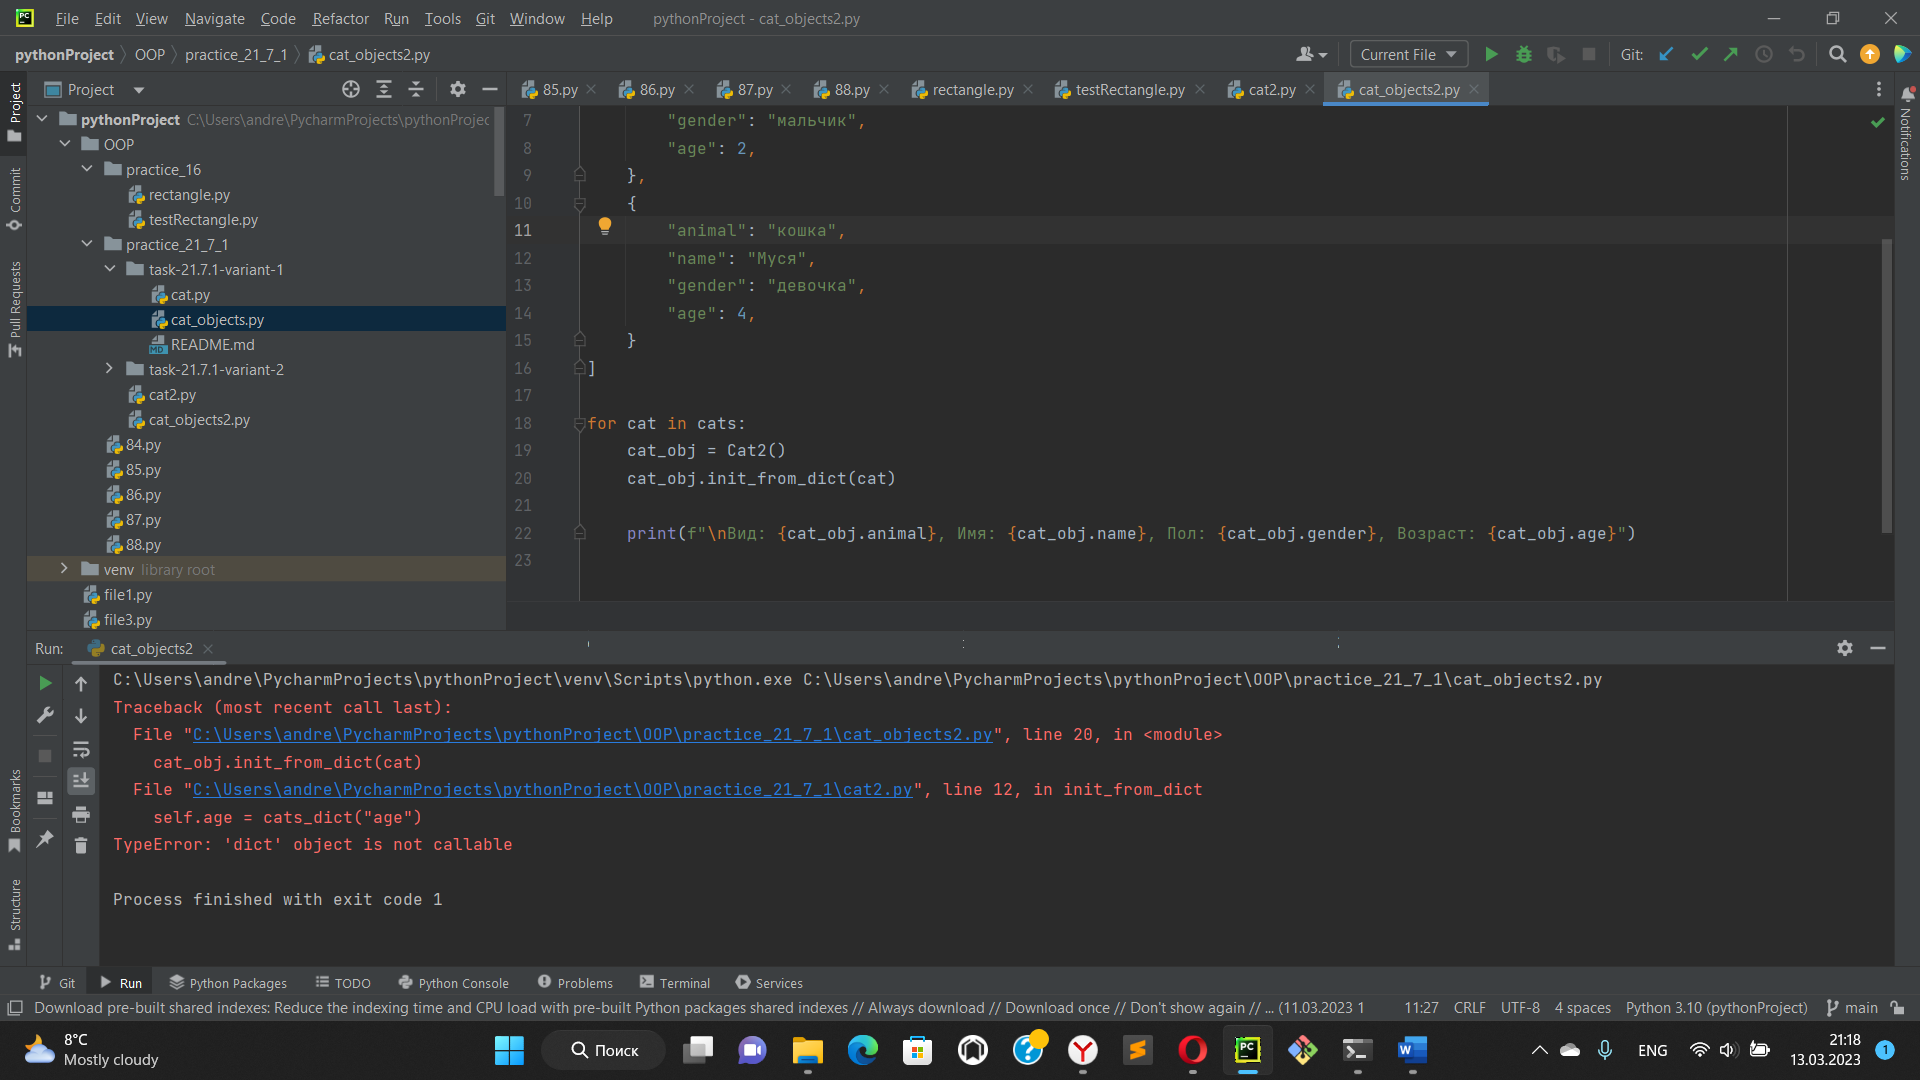 File Edit View Navigate Code Refactor Run Tools Git Window Help pythonProject - cat_objects2.py
pythonProject OOP practice_21_7_1 cat_objects2.py Current File Git:
Project 85.py 86.py 87.py 88.py rectangle.py testRectangle.py cat2.py cat_objects2.py
Project
Commit
Pull Requests
Bookmarks
Structure
Notifications
pythonProject C:\Users\andre\PycharmProjects\pythonProjec
OOP
practice_16
rectangle.py
testRectangle.py
practice_21_7_1
task-21.7.1-variant-1
cat.py
cat_objects.py
README.md
task-21.7.1-variant-2
cat2.py
cat_objects2.py
84.py
85.py
86.py
87.py
88.py
venv library root
file1.py
file3.py
7 "gender": "мальчик",
8 "age": 2,
9 },
10 {
11 "animal": "кошка",
12 "name": "Муся",
13 "gender": "девочка",
14 "age": 4,
15 }
16 ]
17
18 for cat in cats:
19 cat_obj = Cat2()
20 cat_obj.init_from_dict(cat)
21
22 print(f"\nВид: {cat_obj.animal}, Имя: {cat_obj.name}, Пол: {cat_obj.gender}, Возраст: {cat_obj.age}")
23
Run: cat_objects2
C:\Users\andre\PycharmProjects\pythonProject\venv\Scripts\python.exe C:\Users\andre\PycharmProjects\pythonProject\OOP\practice_21_7_1\cat_objects2.py
Traceback (most recent call last):
File "C:\Users\andre\PycharmProjects\pythonProject\OOP\practice_21_7_1\cat_objects2.py", line 20, in <module>
cat_obj.init_from_dict(cat)
File "C:\Users\andre\PycharmProjects\pythonProject\OOP\practice_21_7_1\cat2.py", line 12, in init_from_dict
self.age = cats_dict("age")
TypeError: 'dict' object is not callable
Process finished with exit code 1
Git Run Python Packages TODO Python Console Problems Terminal Services
Download pre-built shared indexes: Reduce the indexing time and CPU load with pre-built Python packages shared indexes // Always download // Download once // Don't show again // ... (11.03.2023 1 11:27 CRLF UTF-8 4 spaces Python 3.10 (pythonProject) main
8°C
Mostly cloudy
Поиск
ENG
21:18
13.03.2023
1